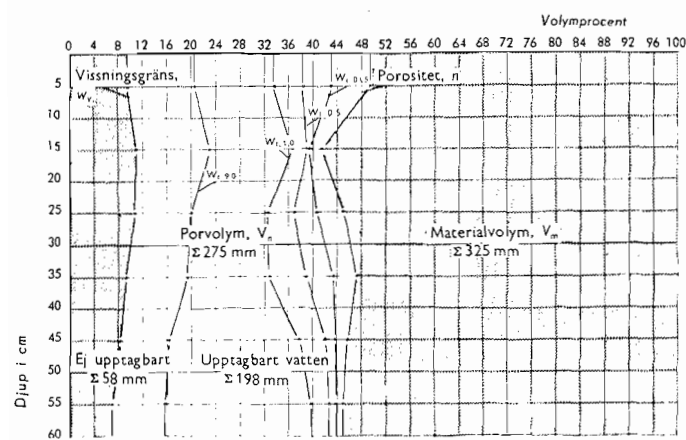 Volymprocent
0 4 8 12 16 20 24 28 32 36 40 44 48 52 56 60 64 68 72 76 80 84 88 92 96 100
Vissningsgräns,
Porositet, n
5
10
15
20
25
30
35
40
45
50
55
60
Porvolym, Vn
Σ 275 mm
Materialvolym, Vm
Σ 325 mm
Ej upptagbart
Σ 58 mm
Upptagbart vatten
Σ 198 mm
Djup i cm